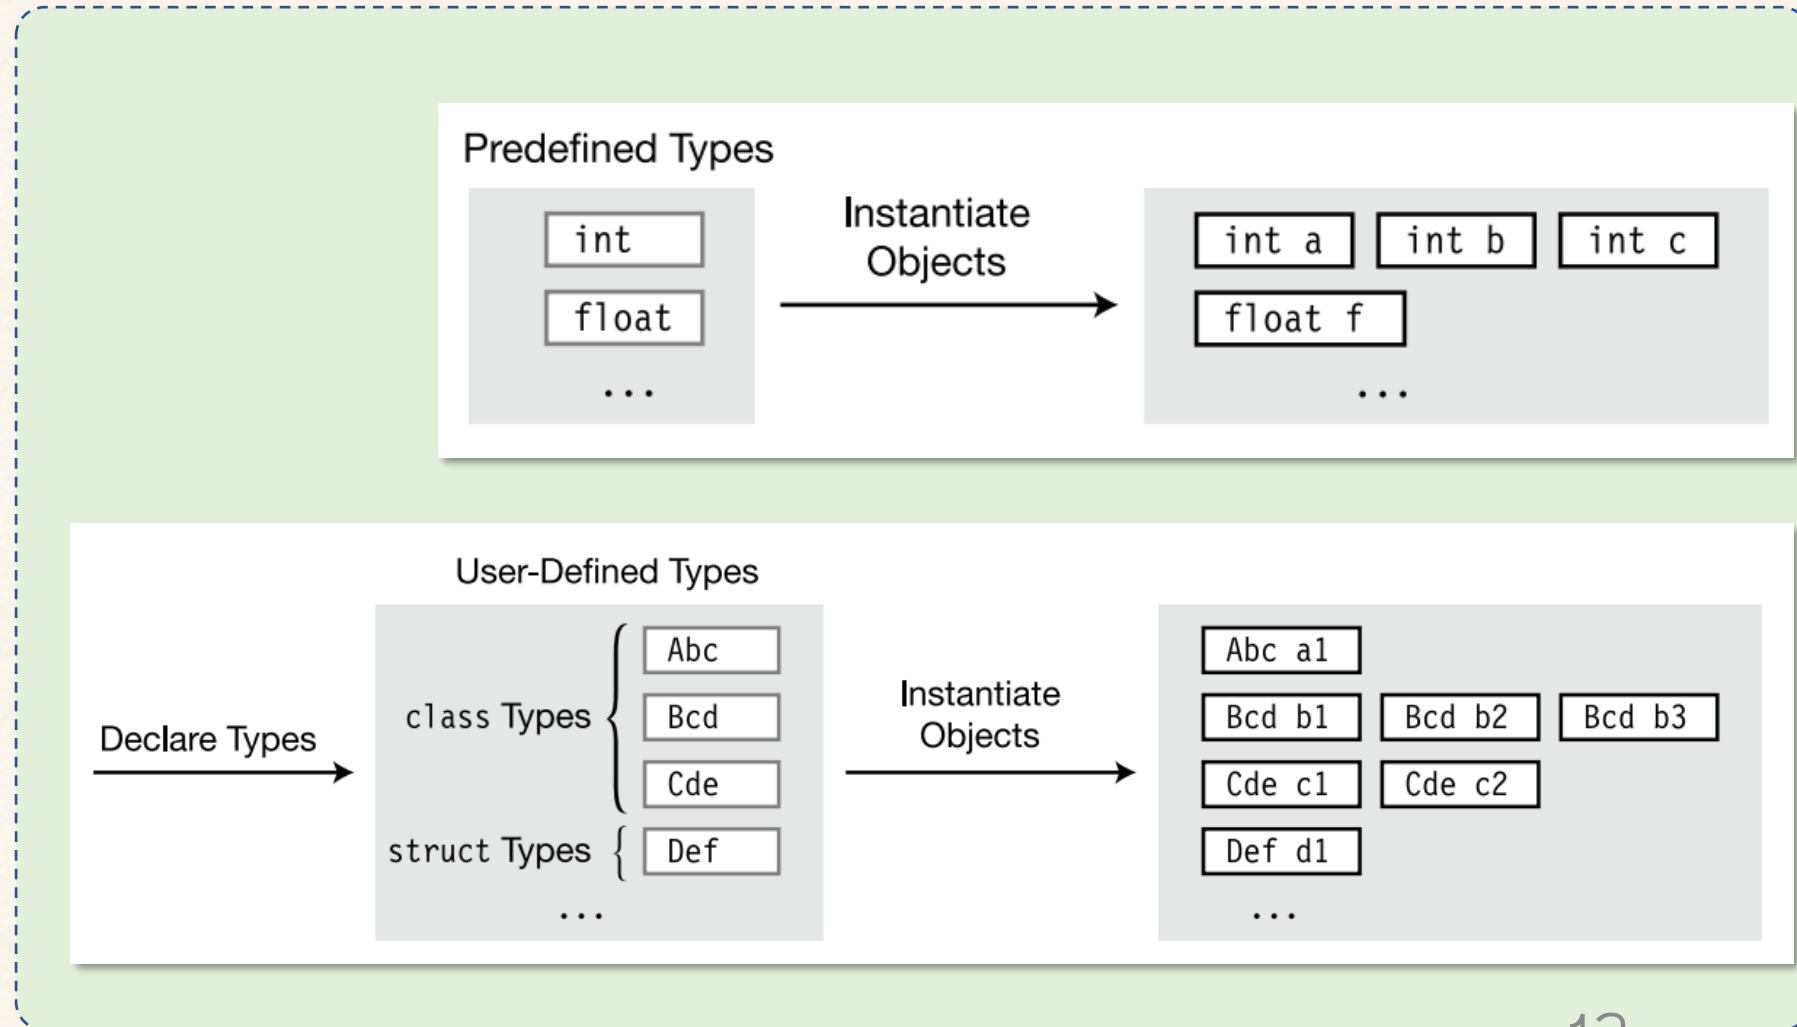 Predefined Types
int
float
...
Instantiate
Objects
int a
int b
int c
float f
...
User-Defined Types
Declare Types
class Types
Abc
Bcd
Cde
struct Types
Def
...
Instantiate
Objects
Abc a1
Bcd b1
Bcd b2
Bcd b3
Cde c1
Cde c2
Def d1
...